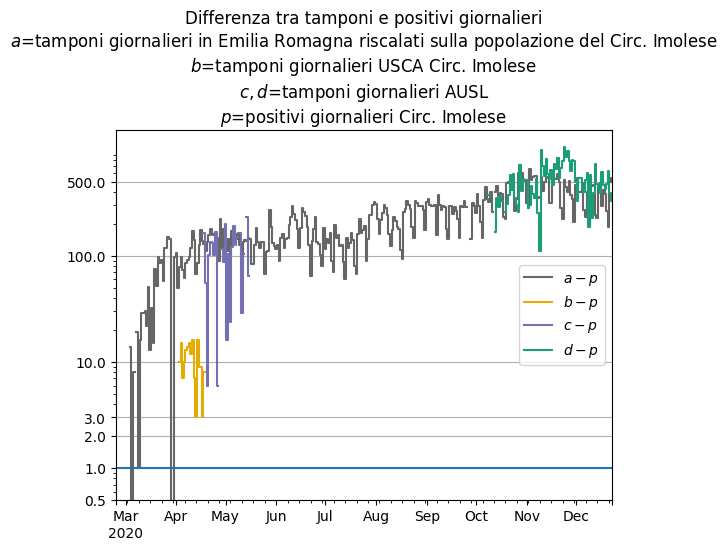 Differenza tra tamponi e positivi giornalieri
a=tamponi giornalieri in Emilia Romagna riscalati sulla popolazione del Circ. Imolese
b=tamponi giornalieri USCA Circ. Imolese
c, d=tamponi giornalieri AUSL
p=positivi giornalieri Circ. Imolese
500.0
100.0
10.0
3.0
2.0
1.0
0.5
a − p
b − p
c − p
d − p
Mar Apr May Jun Jul Aug Sep Oct Nov Dec
2020